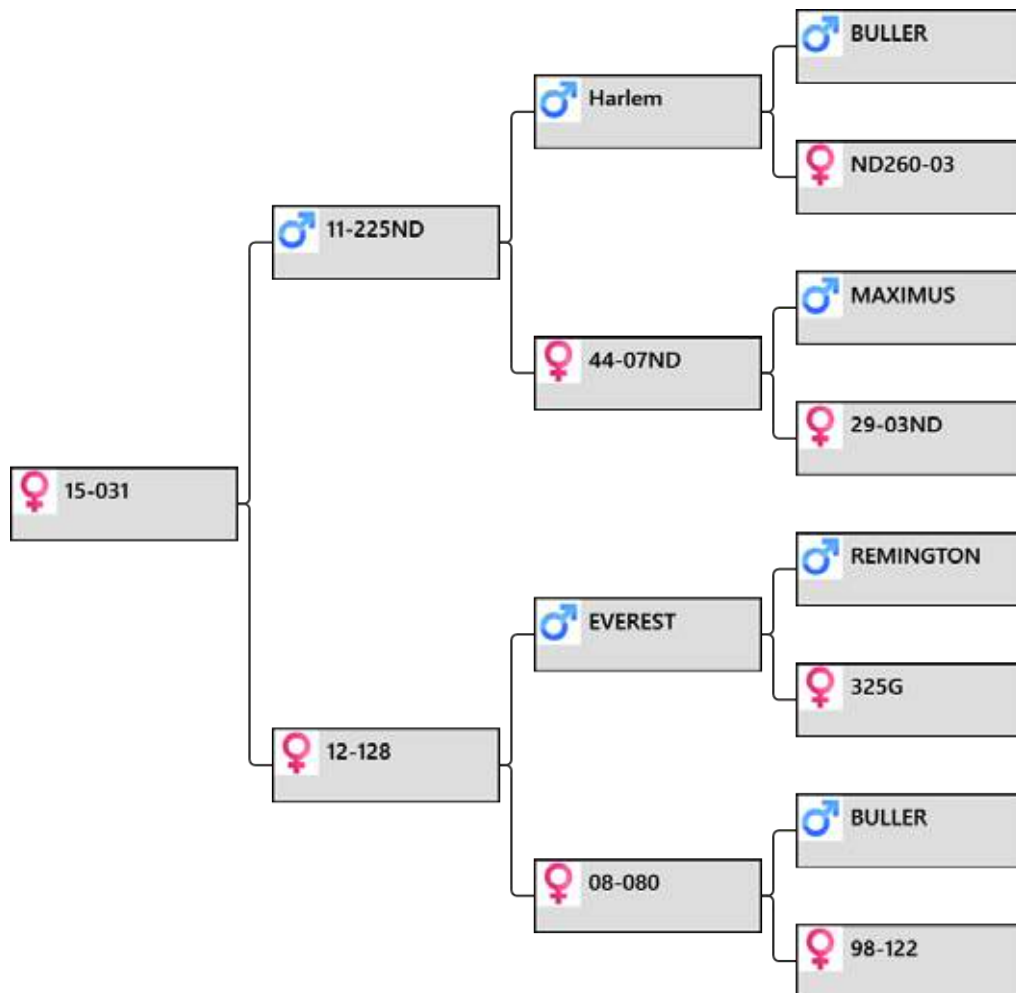 BULLER
Harlem
ND260-03
11-225ND
MAXIMUS
44-07ND
29-03ND
15-031
REMINGTON
EVEREST
325G
12-128
BULLER
08-080
98-122